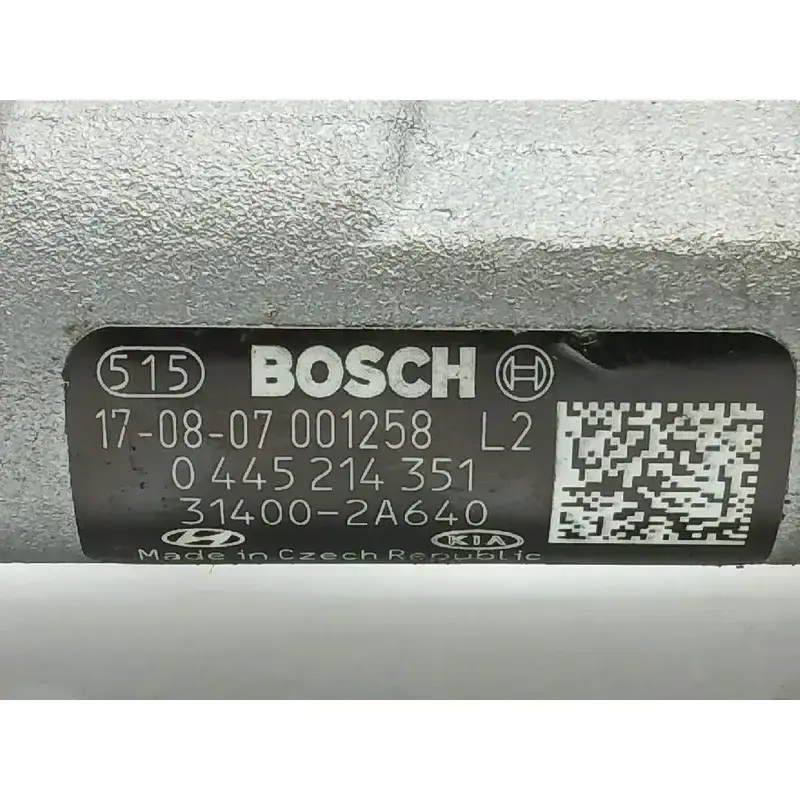 515 BOSCH
17-08-07 001258 L2
0 445 214 351
31400-2A640
KIA
Made in Czech Republic